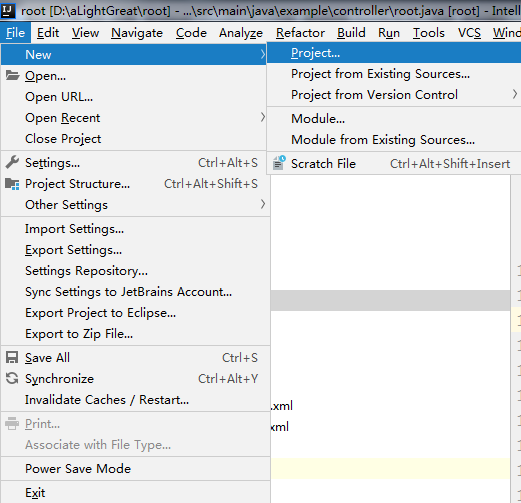 IJ root [D:\aLightGreat\root] - ...\src\main\java\example\controller\root.java [root] - Intell
File Edit View Navigate Code Analyze Refactor Build Run Tools VCS Wind
New
Project...
Open...
Project from Existing Sources...
Open URL...
Project from Version Control
Open Recent
Module...
Close Project
Module from Existing Sources...
Settings... Ctrl+Alt+S
Scratch File Ctrl+Alt+Shift+Insert
Project Structure... Ctrl+Alt+Shift+S
Other Settings
Import Settings...
Export Settings...
Settings Repository...
Sync Settings to JetBrains Account...
Export Project to Eclipse...
Export to Zip File...
Save All Ctrl+S
Synchronize Ctrl+Alt+Y
Invalidate Caches / Restart...
.xml
Print...
xml
Associate with File Type...
Power Save Mode
Exit